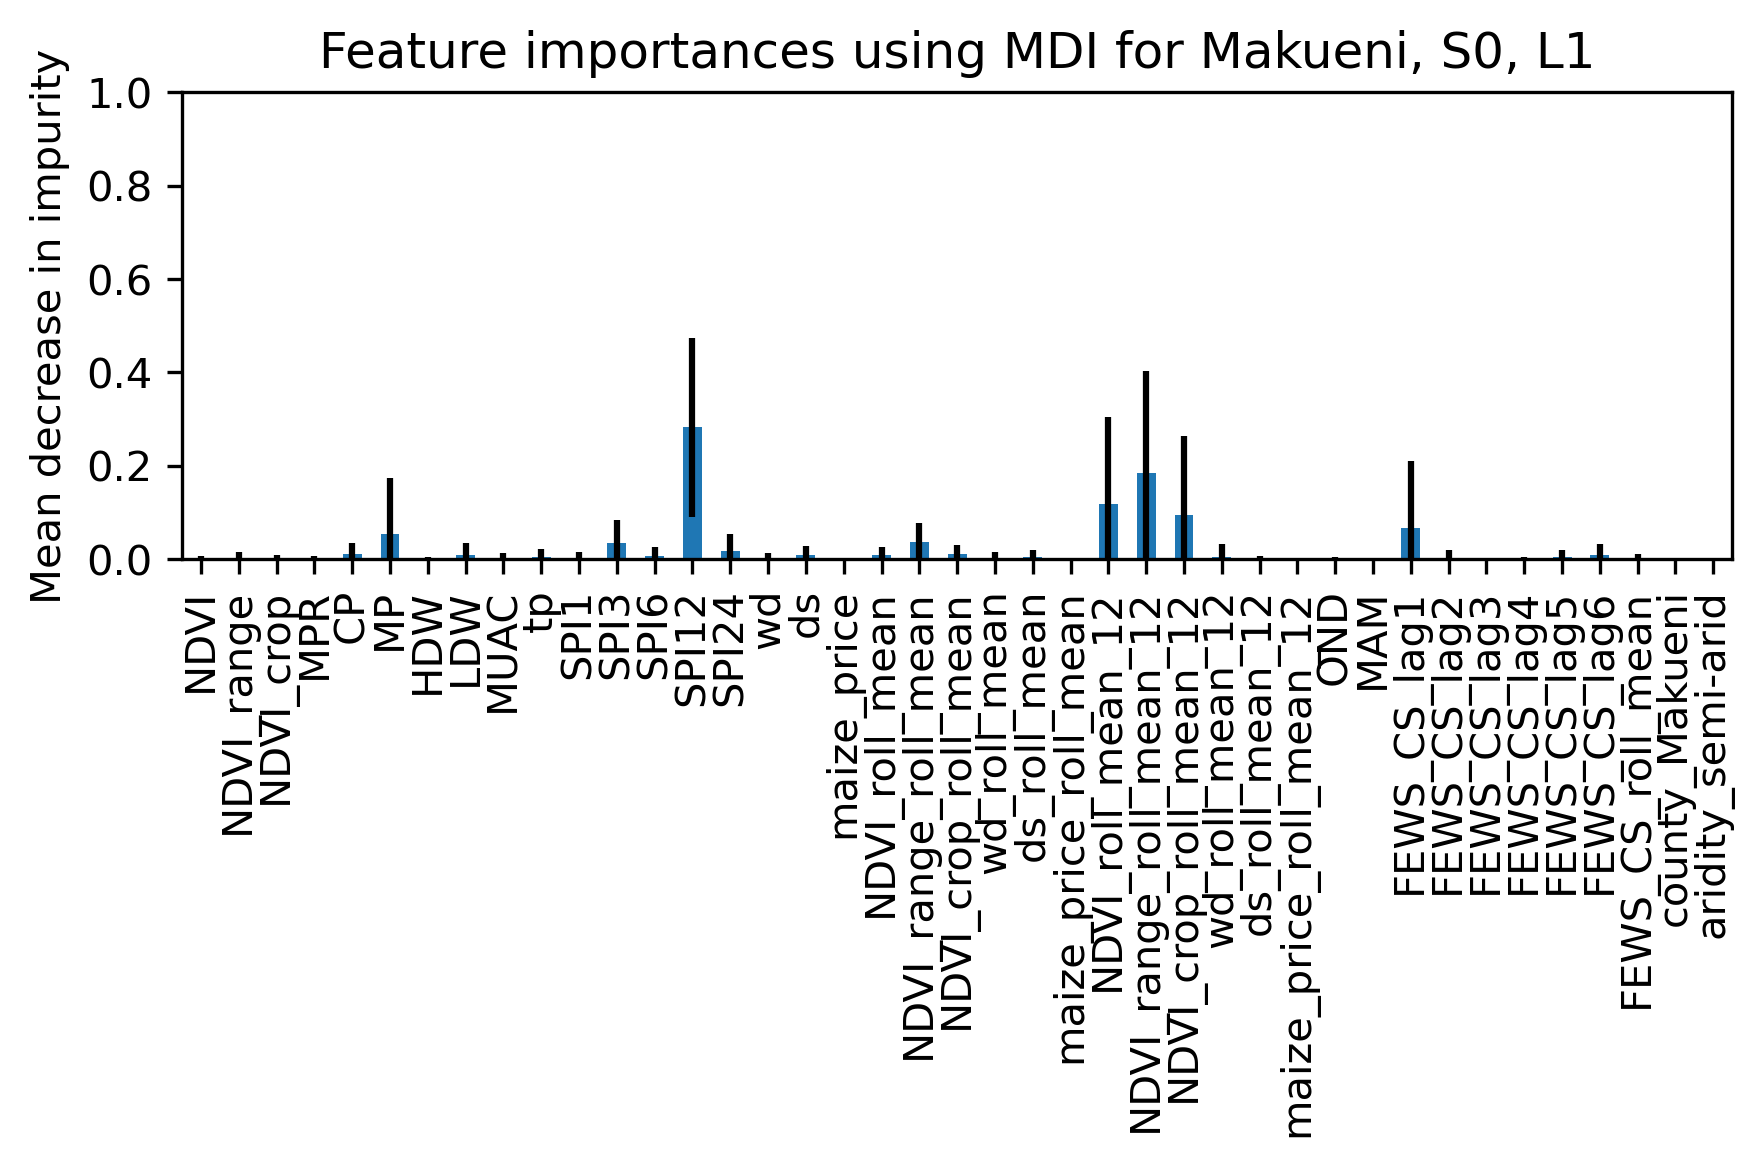 Feature importances using MDI for Makueni, S0, L1
Mean decrease in impurity
1.0
0.8
0.6
0.4
0.2
0.0
NDVI
NDVI_range
NDVI_crop
MPR
CP
MP
HDW
LDW
MUAC
tp
SPI1
SPI3
SPI6
SPI12
SPI24
wd
ds
maize_price
NDVI_roll_mean
NDVI_range_roll_mean
NDVI_crop_roll_mean
wd_roll_mean
ds_roll_mean
maize_price_roll_mean
NDVI_roll_mean_12
NDVI_range_roll_mean_12
NDVI_crop_roll_mean_12
wd_roll_mean_12
ds_roll_mean_12
maize_price_roll_mean_12
OND
MAM
FEWS_CS_lag1
FEWS_CS_lag2
FEWS_CS_lag3
FEWS_CS_lag4
FEWS_CS_lag5
FEWS_CS_lag6
FEWS_CS_roll_mean
county_Makueni
aridity_semi-arid